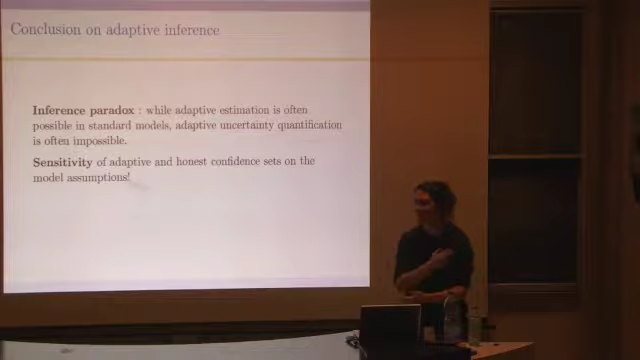 Conclusion on adaptive inference
Inference paradox : while adaptive estimation is often
possible in standard models, adaptive uncertainty quantification
is often impossible.
Sensitivity of adaptive and honest confidence sets on the
model assumptions!